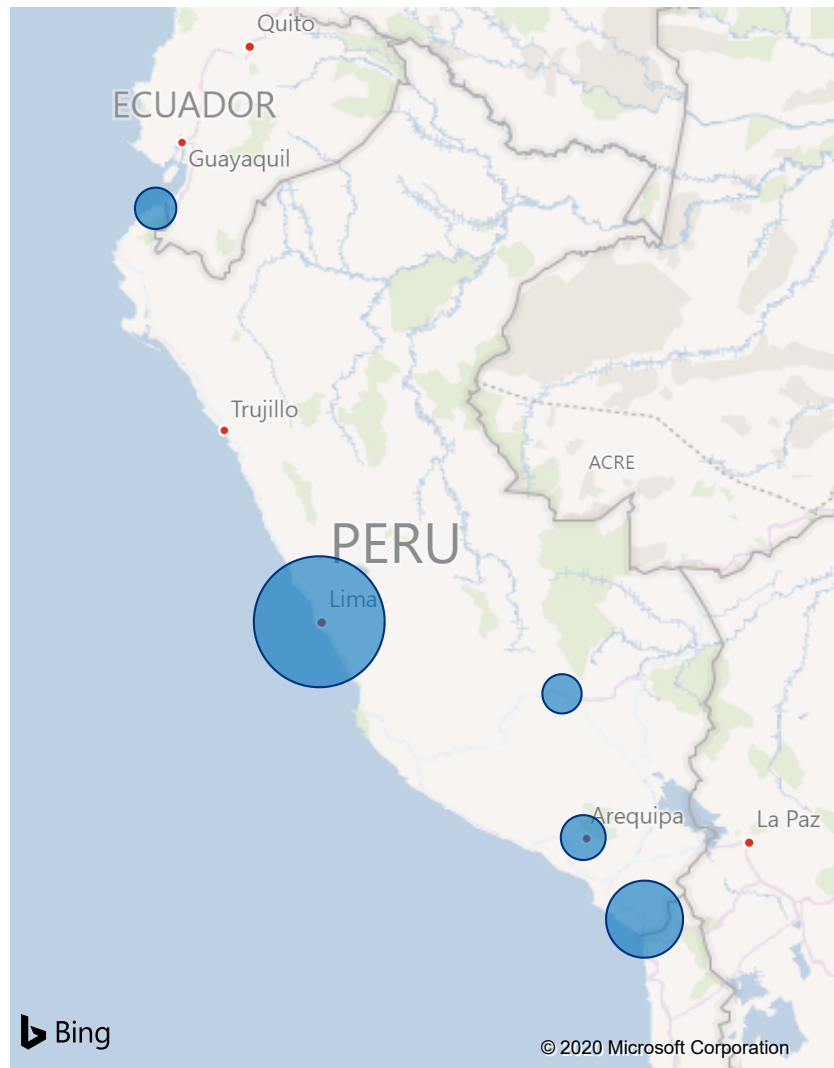 Quito
ECUADOR
Guayaquil
Trujillo
ACRE
PERU
Lima
Arequipa
La Paz
Bing
© 2020 Microsoft Corporation